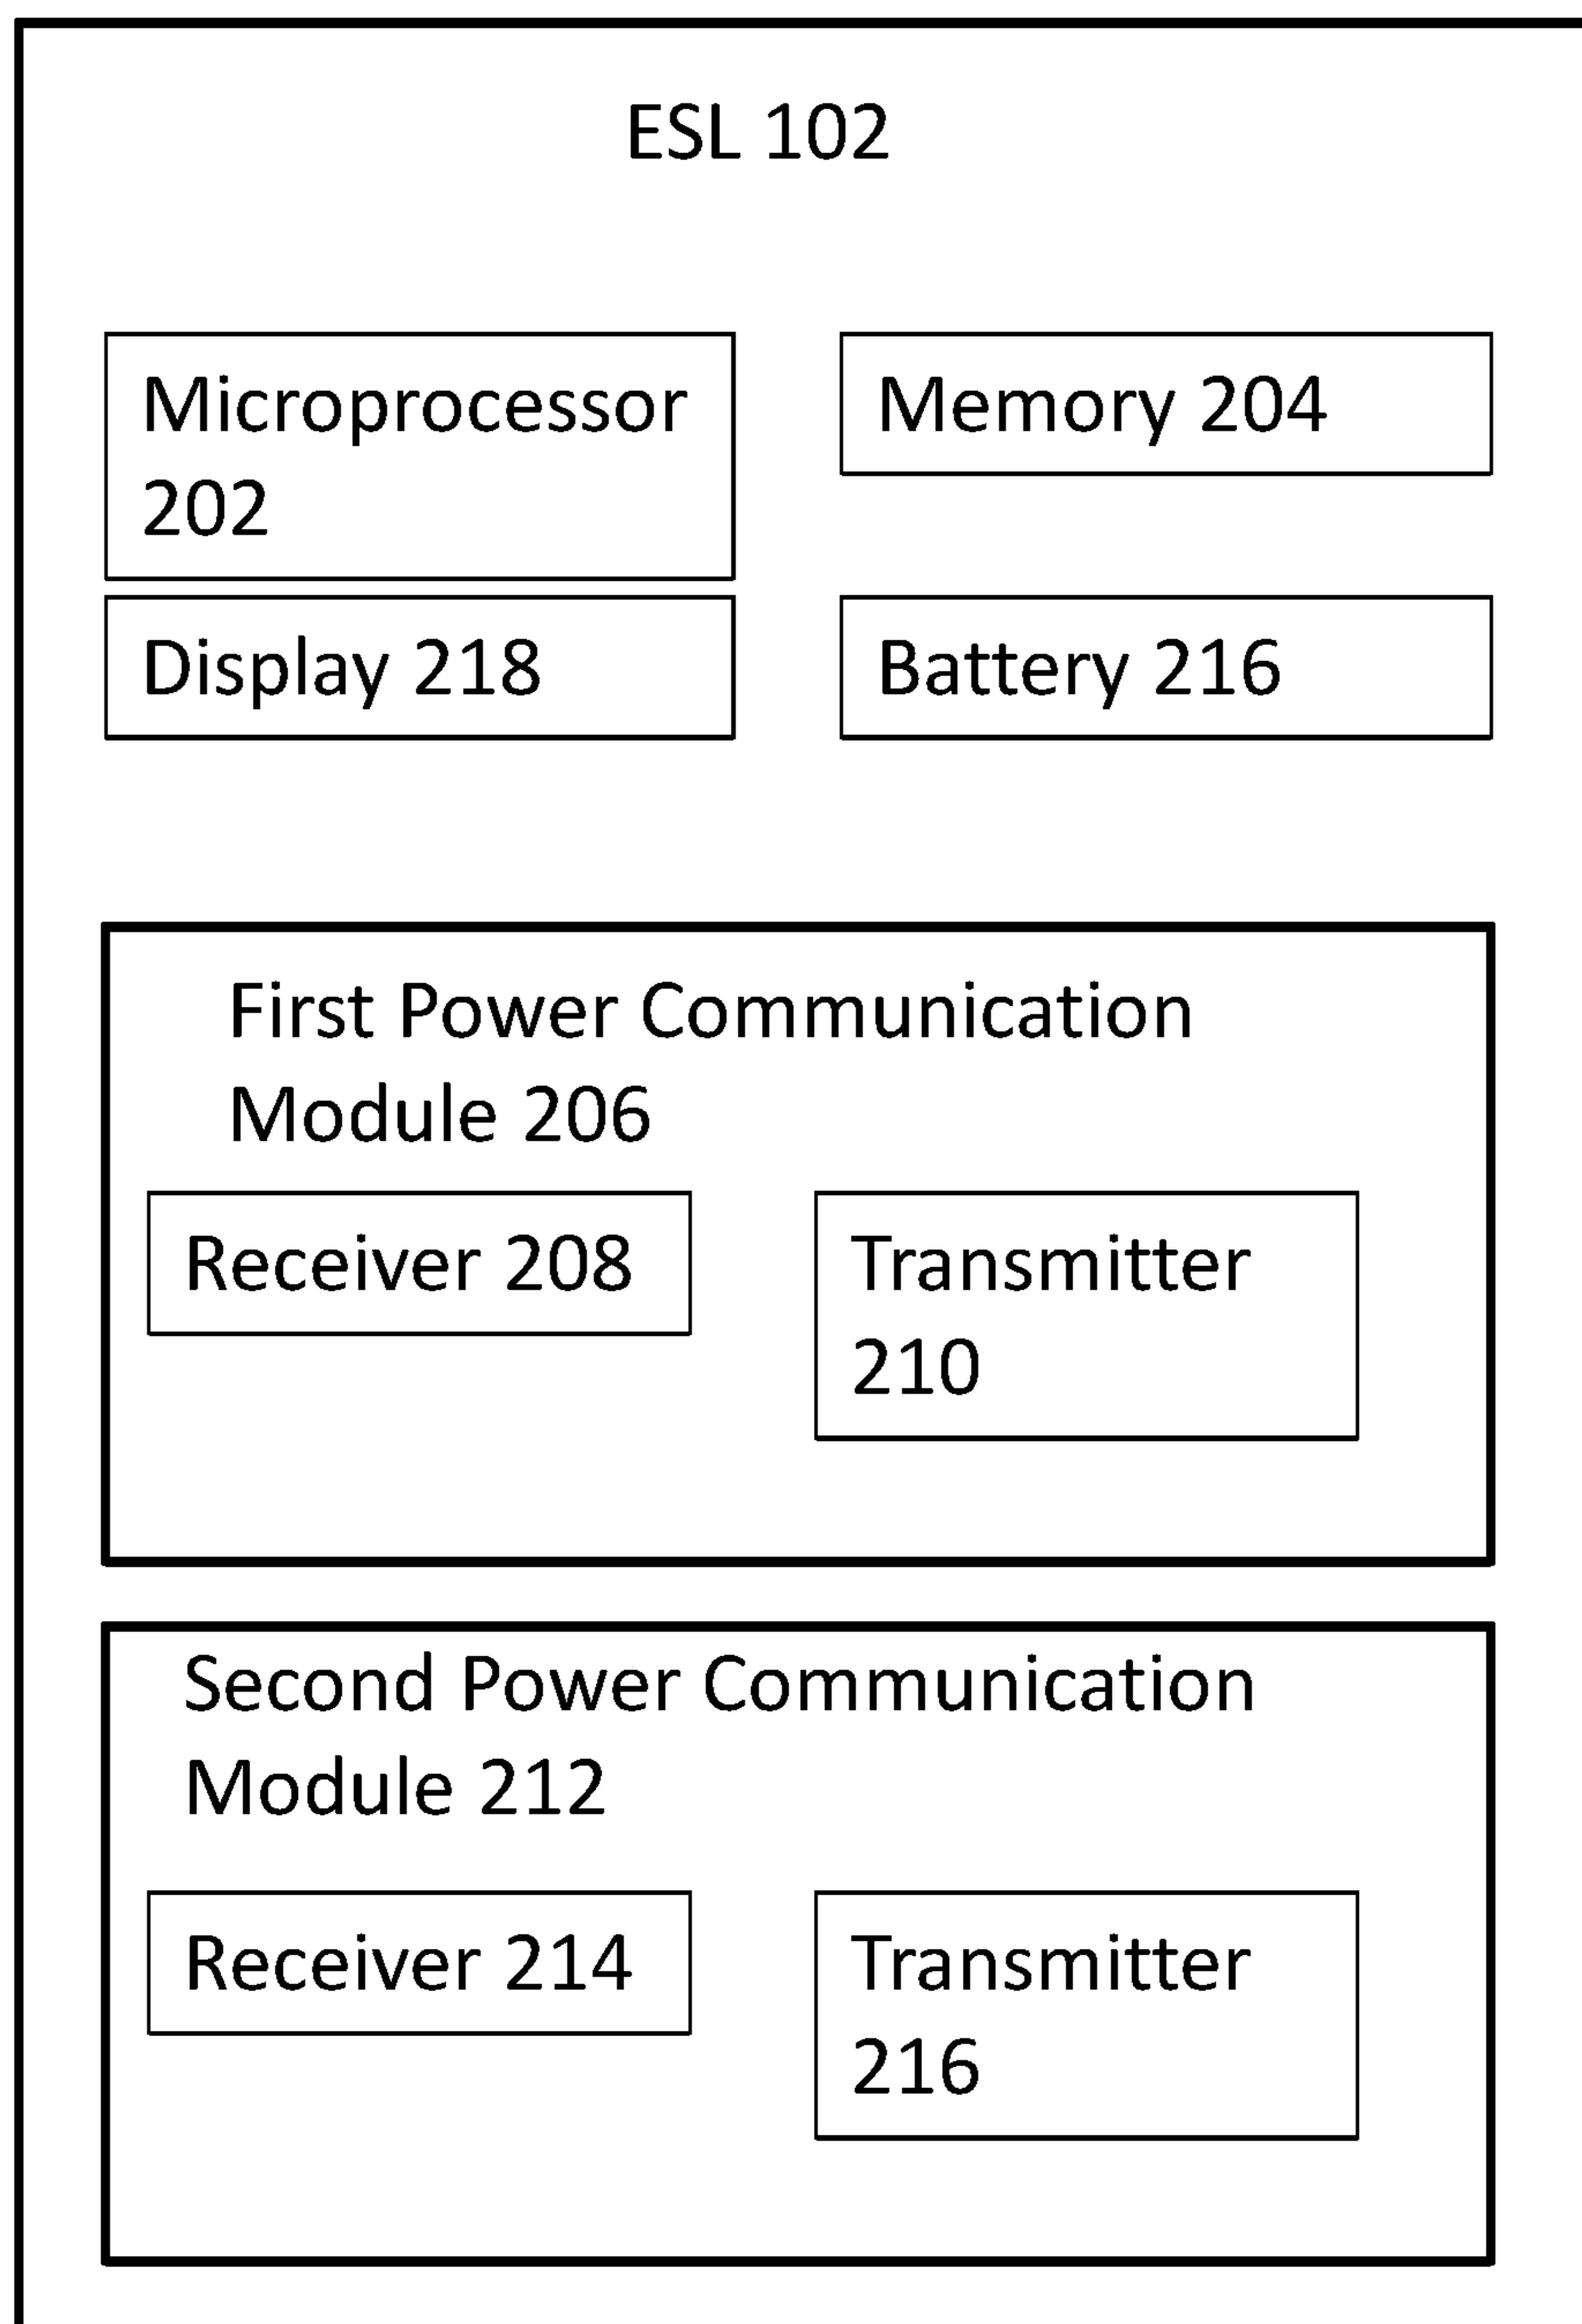 ESL 102
Microprocessor
202
Memory 204
Display 218
Battery 216
First Power Communication
Module 206
Receiver 208
Transmitter
210
Second Power Communication
Module 212
Receiver 214
Transmitter
216